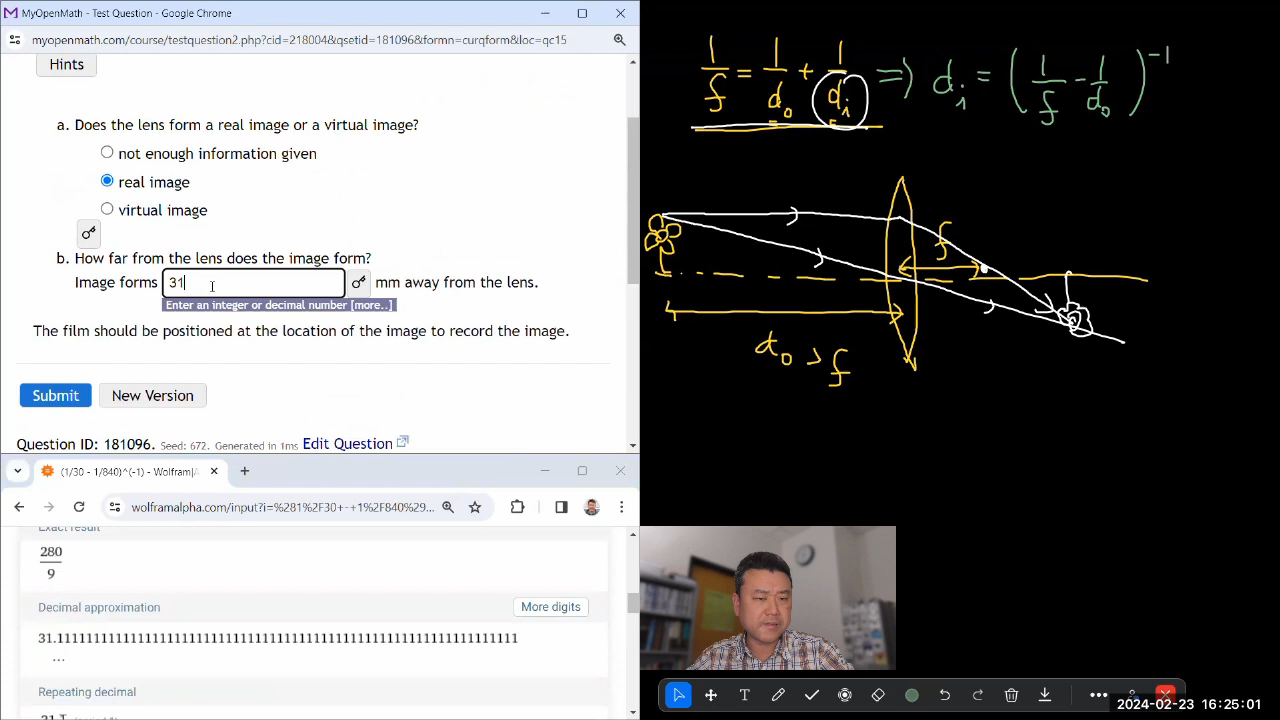 MyOpenMath - Test Question 2 - Google Chrome
myopenmath.com/course/testquestion2.php?cid=218004&qsetid=181096&formn=curqform&loc=qc15
Hints
a. Does the lens form a real image or a virtual image?
not enough information given
real image
virtual image
b. How far from the lens does the image form?
Image forms 31 mm away from the lens.
Enter an integer or decimal number [more..]
The film should be positioned at the location of the image to record the image.
Submit New Version
Question ID: 181096. Seed: 672. Generated in 1ms Edit Question
(1/30 - 1/840)^(-1) - Wolfram|A
wolframalpha.com/input?i=%281%2F30+-+1%2F840%29...
Exact result
280
9
Decimal approximation More digits
31.1111111111111111111111111111111111111111111111111111111111
...
Repeating decimal
1/f = 1/d₀ + 1/dᵢ ⟹ dᵢ = (1/f - 1/d₀)⁻¹
f
d₀ > f
2024-02-23 16:25:01